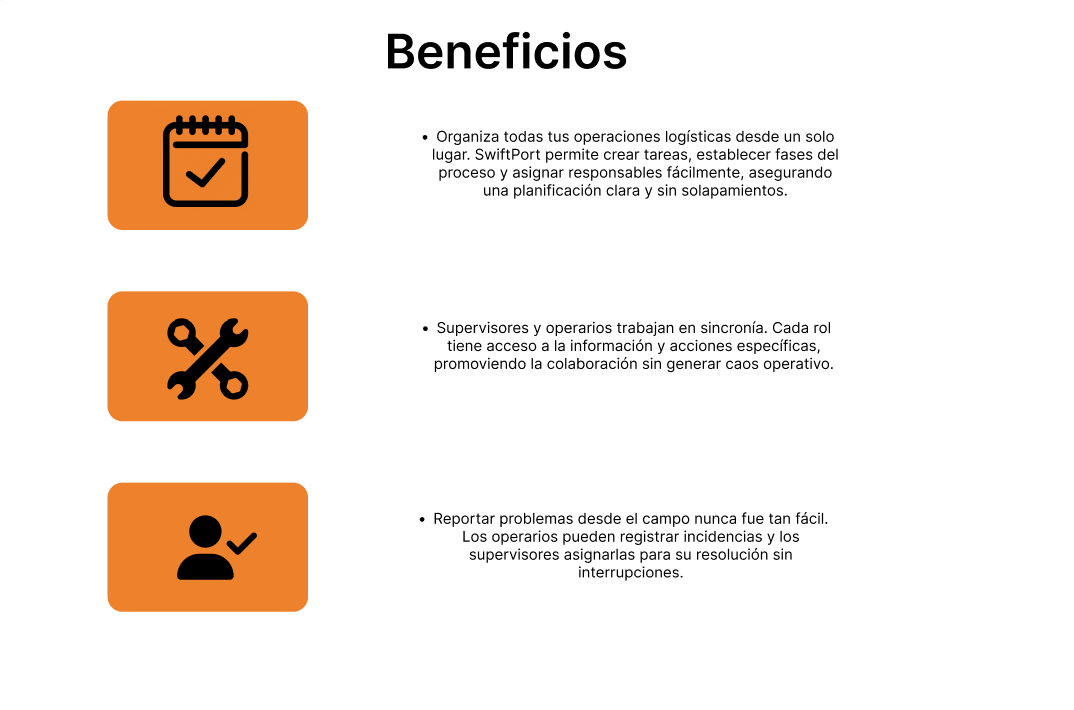 Beneficios
• Organiza todas tus operaciones logísticas desde un solo
lugar. SwiftPort permite crear tareas, establecer fases del
proceso y asignar responsables fácilmente, asegurando
una planificación clara y sin solapamientos.
• Supervisores y operarios trabajan en sincronía. Cada rol
tiene acceso a la información y acciones específicas,
promoviendo la colaboración sin generar caos operativo.
• Reportar problemas desde el campo nunca fue tan fácil.
Los operarios pueden registrar incidencias y los
supervisores asignarlas para su resolución sin
interrupciones.